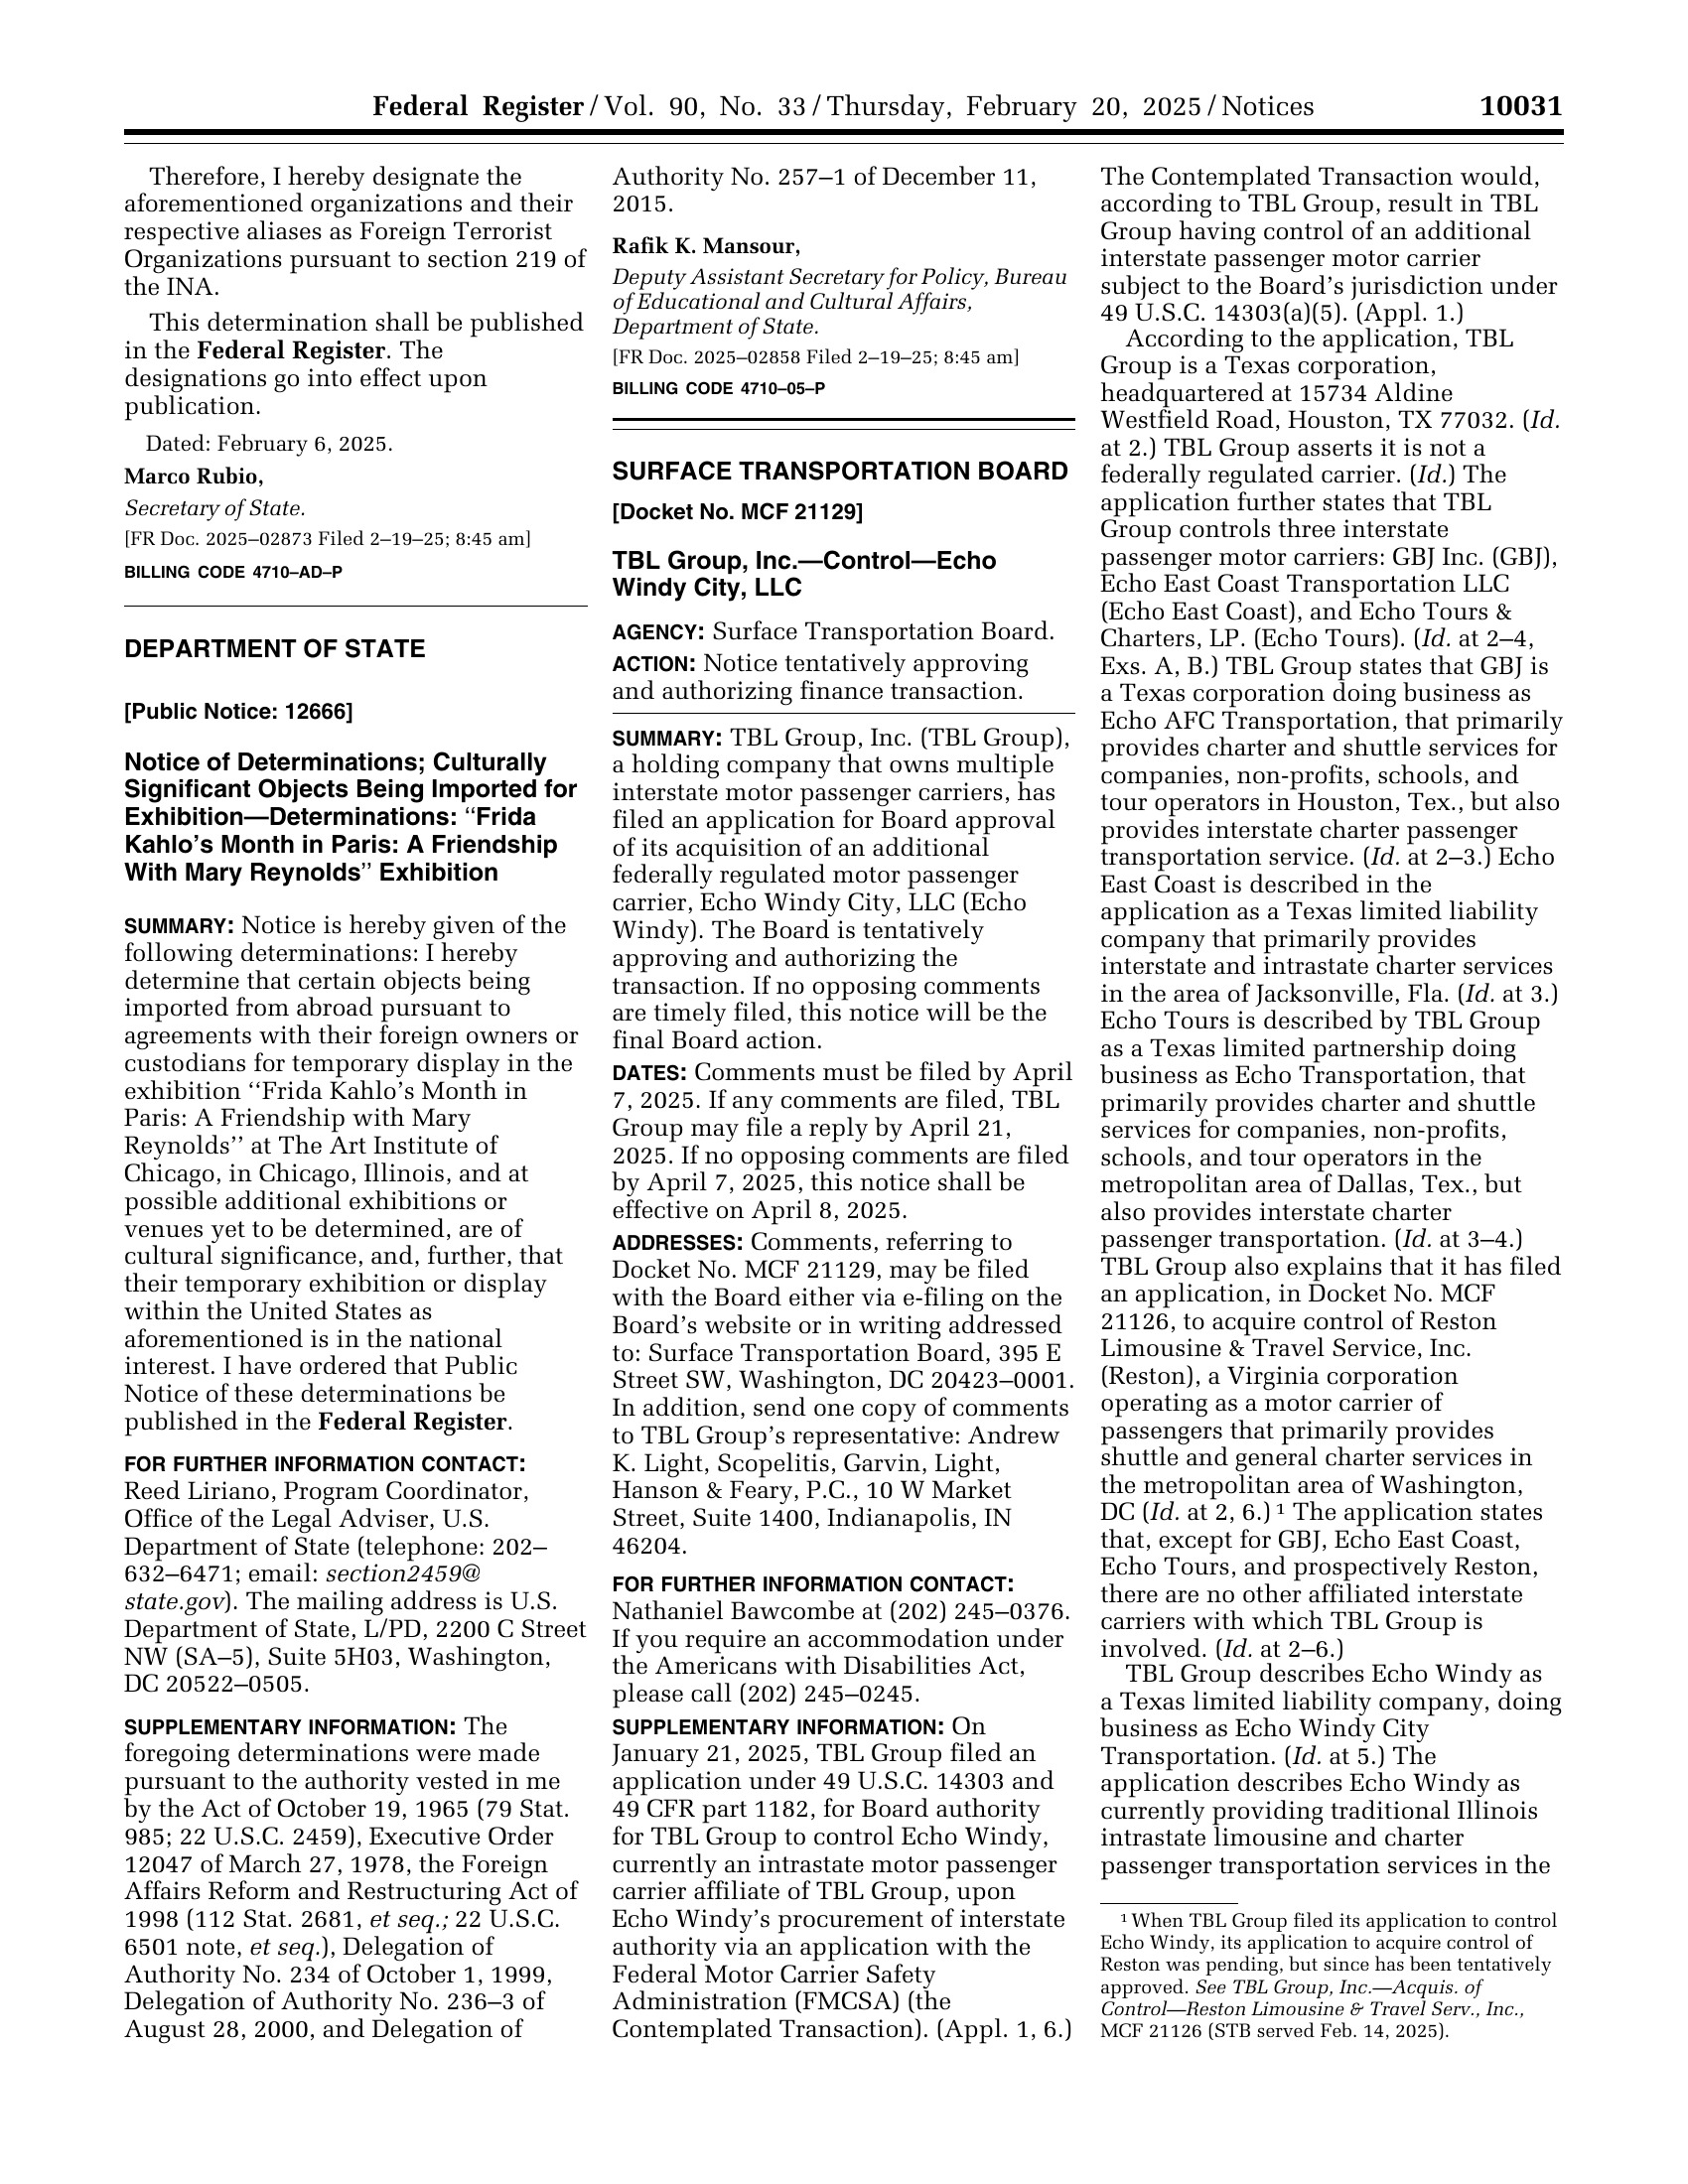 Federal Register / Vol. 90, No. 33 / Thursday, February 20, 2025 / Notices 10031
Therefore, I hereby designate the
aforementioned organizations and their
respective aliases as Foreign Terrorist
Organizations pursuant to section 219 of
the INA.
This determination shall be published
in the Federal Register. The
designations go into effect upon
publication.
Dated: February 6, 2025.
Marco Rubio,
Secretary of State.
[FR Doc. 2025–02873 Filed 2–19–25; 8:45 am]
BILLING CODE 4710–AD–P
DEPARTMENT OF STATE
[Public Notice: 12666]
Notice of Determinations; Culturally
Significant Objects Being Imported for
Exhibition—Determinations: “Frida
Kahlo’s Month in Paris: A Friendship
With Mary Reynolds” Exhibition
SUMMARY: Notice is hereby given of the
following determinations: I hereby
determine that certain objects being
imported from abroad pursuant to
agreements with their foreign owners or
custodians for temporary display in the
exhibition ‘‘Frida Kahlo’s Month in
Paris: A Friendship with Mary
Reynolds’’ at The Art Institute of
Chicago, in Chicago, Illinois, and at
possible additional exhibitions or
venues yet to be determined, are of
cultural significance, and, further, that
their temporary exhibition or display
within the United States as
aforementioned is in the national
interest. I have ordered that Public
Notice of these determinations be
published in the Federal Register.
FOR FURTHER INFORMATION CONTACT:
Reed Liriano, Program Coordinator,
Office of the Legal Adviser, U.S.
Department of State (telephone: 202–
632–6471; email: section2459@
state.gov). The mailing address is U.S.
Department of State, L/PD, 2200 C Street
NW (SA–5), Suite 5H03, Washington,
DC 20522–0505.
SUPPLEMENTARY INFORMATION: The
foregoing determinations were made
pursuant to the authority vested in me
by the Act of October 19, 1965 (79 Stat.
985; 22 U.S.C. 2459), Executive Order
12047 of March 27, 1978, the Foreign
Affairs Reform and Restructuring Act of
1998 (112 Stat. 2681, et seq.; 22 U.S.C.
6501 note, et seq.), Delegation of
Authority No. 234 of October 1, 1999,
Delegation of Authority No. 236–3 of
August 28, 2000, and Delegation of
Authority No. 257–1 of December 11,
2015.
Rafik K. Mansour,
Deputy Assistant Secretary for Policy, Bureau
of Educational and Cultural Affairs,
Department of State.
[FR Doc. 2025–02858 Filed 2–19–25; 8:45 am]
BILLING CODE 4710–05–P
SURFACE TRANSPORTATION BOARD
[Docket No. MCF 21129]
TBL Group, Inc.—Control—Echo
Windy City, LLC
AGENCY: Surface Transportation Board.
ACTION: Notice tentatively approving
and authorizing finance transaction.
SUMMARY: TBL Group, Inc. (TBL Group),
a holding company that owns multiple
interstate motor passenger carriers, has
filed an application for Board approval
of its acquisition of an additional
federally regulated motor passenger
carrier, Echo Windy City, LLC (Echo
Windy). The Board is tentatively
approving and authorizing the
transaction. If no opposing comments
are timely filed, this notice will be the
final Board action.
DATES: Comments must be filed by April
7, 2025. If any comments are filed, TBL
Group may file a reply by April 21,
2025. If no opposing comments are filed
by April 7, 2025, this notice shall be
effective on April 8, 2025.
ADDRESSES: Comments, referring to
Docket No. MCF 21129, may be filed
with the Board either via e-filing on the
Board’s website or in writing addressed
to: Surface Transportation Board, 395 E
Street SW, Washington, DC 20423–0001.
In addition, send one copy of comments
to TBL Group’s representative: Andrew
K. Light, Scopelitis, Garvin, Light,
Hanson & Feary, P.C., 10 W Market
Street, Suite 1400, Indianapolis, IN
46204.
FOR FURTHER INFORMATION CONTACT:
Nathaniel Bawcombe at (202) 245–0376.
If you require an accommodation under
the Americans with Disabilities Act,
please call (202) 245–0245.
SUPPLEMENTARY INFORMATION: On
January 21, 2025, TBL Group filed an
application under 49 U.S.C. 14303 and
49 CFR part 1182, for Board authority
for TBL Group to control Echo Windy,
currently an intrastate motor passenger
carrier affiliate of TBL Group, upon
Echo Windy’s procurement of interstate
authority via an application with the
Federal Motor Carrier Safety
Administration (FMCSA) (the
Contemplated Transaction). (Appl. 1, 6.)
The Contemplated Transaction would,
according to TBL Group, result in TBL
Group having control of an additional
interstate passenger motor carrier
subject to the Board’s jurisdiction under
49 U.S.C. 14303(a)(5). (Appl. 1.)
According to the application, TBL
Group is a Texas corporation,
headquartered at 15734 Aldine
Westfield Road, Houston, TX 77032. (Id.
at 2.) TBL Group asserts it is not a
federally regulated carrier. (Id.) The
application further states that TBL
Group controls three interstate
passenger motor carriers: GBJ Inc. (GBJ),
Echo East Coast Transportation LLC
(Echo East Coast), and Echo Tours &
Charters, LP. (Echo Tours). (Id. at 2–4,
Exs. A, B.) TBL Group states that GBJ is
a Texas corporation doing business as
Echo AFC Transportation, that primarily
provides charter and shuttle services for
companies, non-profits, schools, and
tour operators in Houston, Tex., but also
provides interstate charter passenger
transportation service. (Id. at 2–3.) Echo
East Coast is described in the
application as a Texas limited liability
company that primarily provides
interstate and intrastate charter services
in the area of Jacksonville, Fla. (Id. at 3.)
Echo Tours is described by TBL Group
as a Texas limited partnership doing
business as Echo Transportation, that
primarily provides charter and shuttle
services for companies, non-profits,
schools, and tour operators in the
metropolitan area of Dallas, Tex., but
also provides interstate charter
passenger transportation. (Id. at 3–4.)
TBL Group also explains that it has filed
an application, in Docket No. MCF
21126, to acquire control of Reston
Limousine & Travel Service, Inc.
(Reston), a Virginia corporation
operating as a motor carrier of
passengers that primarily provides
shuttle and general charter services in
the metropolitan area of Washington,
DC (Id. at 2, 6.) 1 The application states
that, except for GBJ, Echo East Coast,
Echo Tours, and prospectively Reston,
there are no other affiliated interstate
carriers with which TBL Group is
involved. (Id. at 2–6.)
TBL Group describes Echo Windy as
a Texas limited liability company, doing
business as Echo Windy City
Transportation. (Id. at 5.) The
application describes Echo Windy as
currently providing traditional Illinois
intrastate limousine and charter
passenger transportation services in the
1 When TBL Group filed its application to control
Echo Windy, its application to acquire control of
Reston was pending, but since has been tentatively
approved. See TBL Group, Inc.—Acquis. of
Control—Reston Limousine & Travel Serv., Inc.,
MCF 21126 (STB served Feb. 14, 2025).